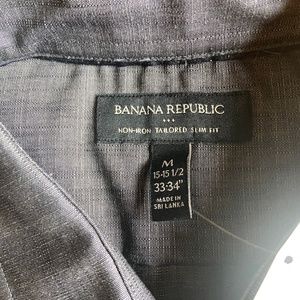 BANANA REPUBLIC
NON-IRON TAILORED SLIM FIT
M
15-15 1/2
33-34"
MADE IN
SRI LANKA